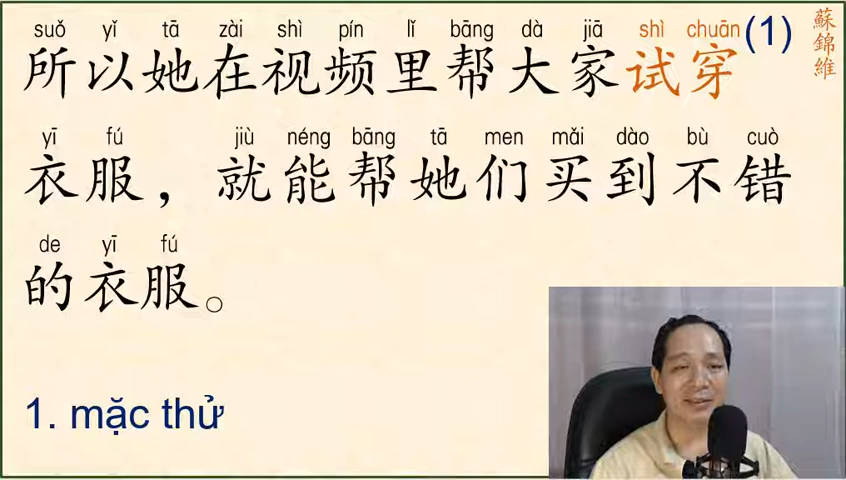 suǒ yǐ tā zài shì pín lǐ bāng dà jiā shì chuān
所以她在视频里帮大家试穿(1)
yī fú jiù néng bāng tā men mǎi dào bù cuò
衣服，就能帮她们买到不错
de yī fú
的衣服。
1. mặc thử
蘇錦維